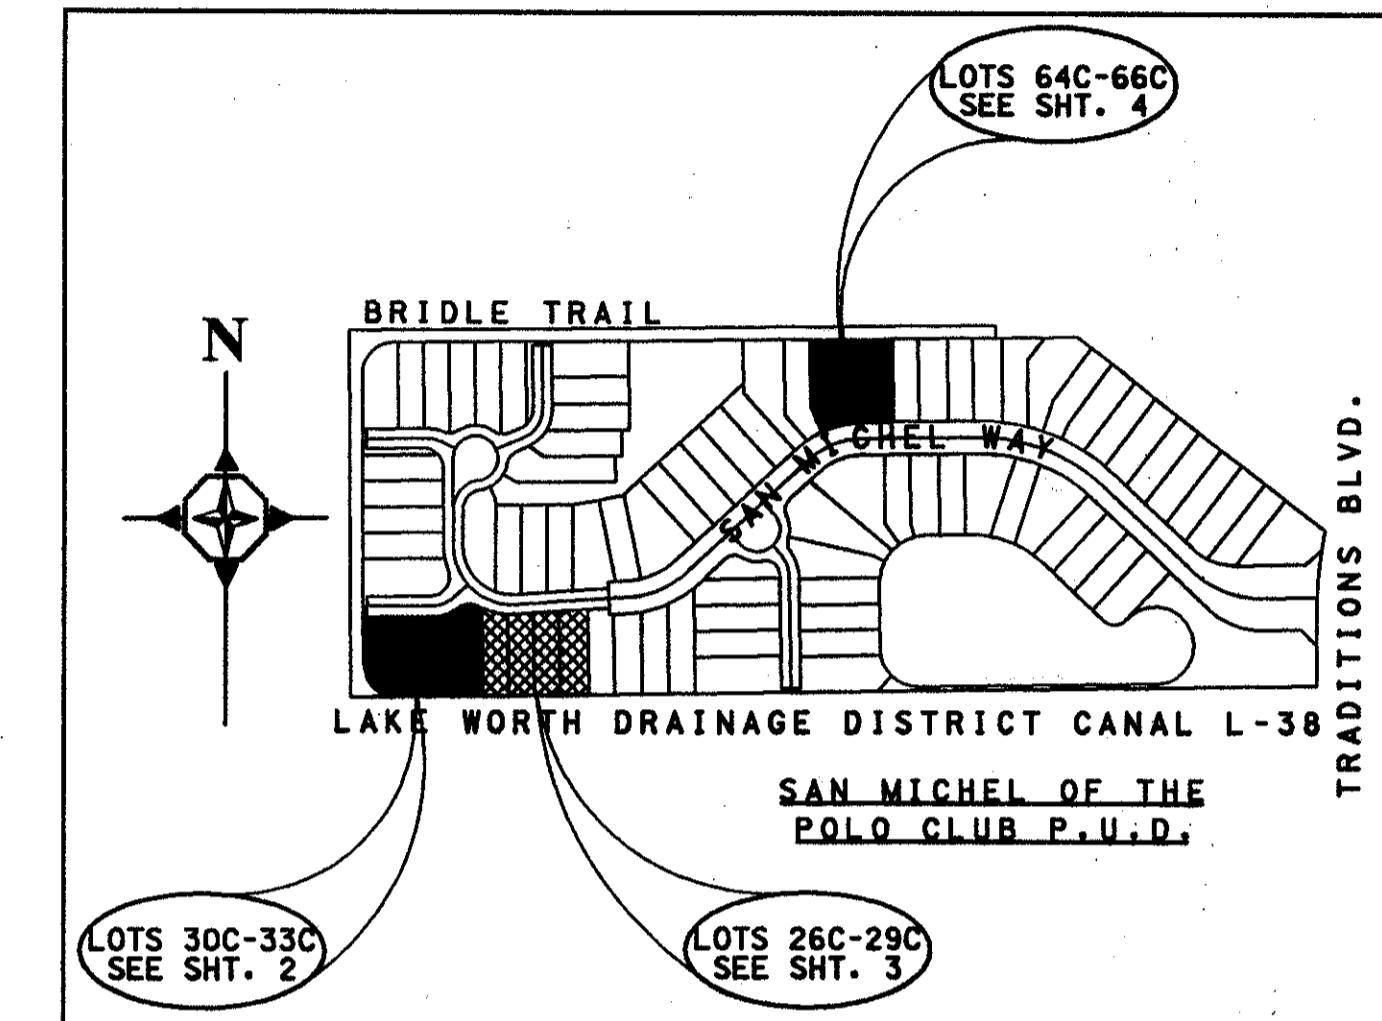 LOTS 64C-66C
SEE SHT. 4
BRIDLE TRAIL
N
SAN MICHEL WAY
TRADITIONS BLVD.
LAKE WORTH DRAINAGE DISTRICT CANAL L-38
SAN MICHEL OF THE
POLO CLUB P.U.D.
LOTS 30C-33C
SEE SHT. 2
LOTS 26C-29C
SEE SHT. 3